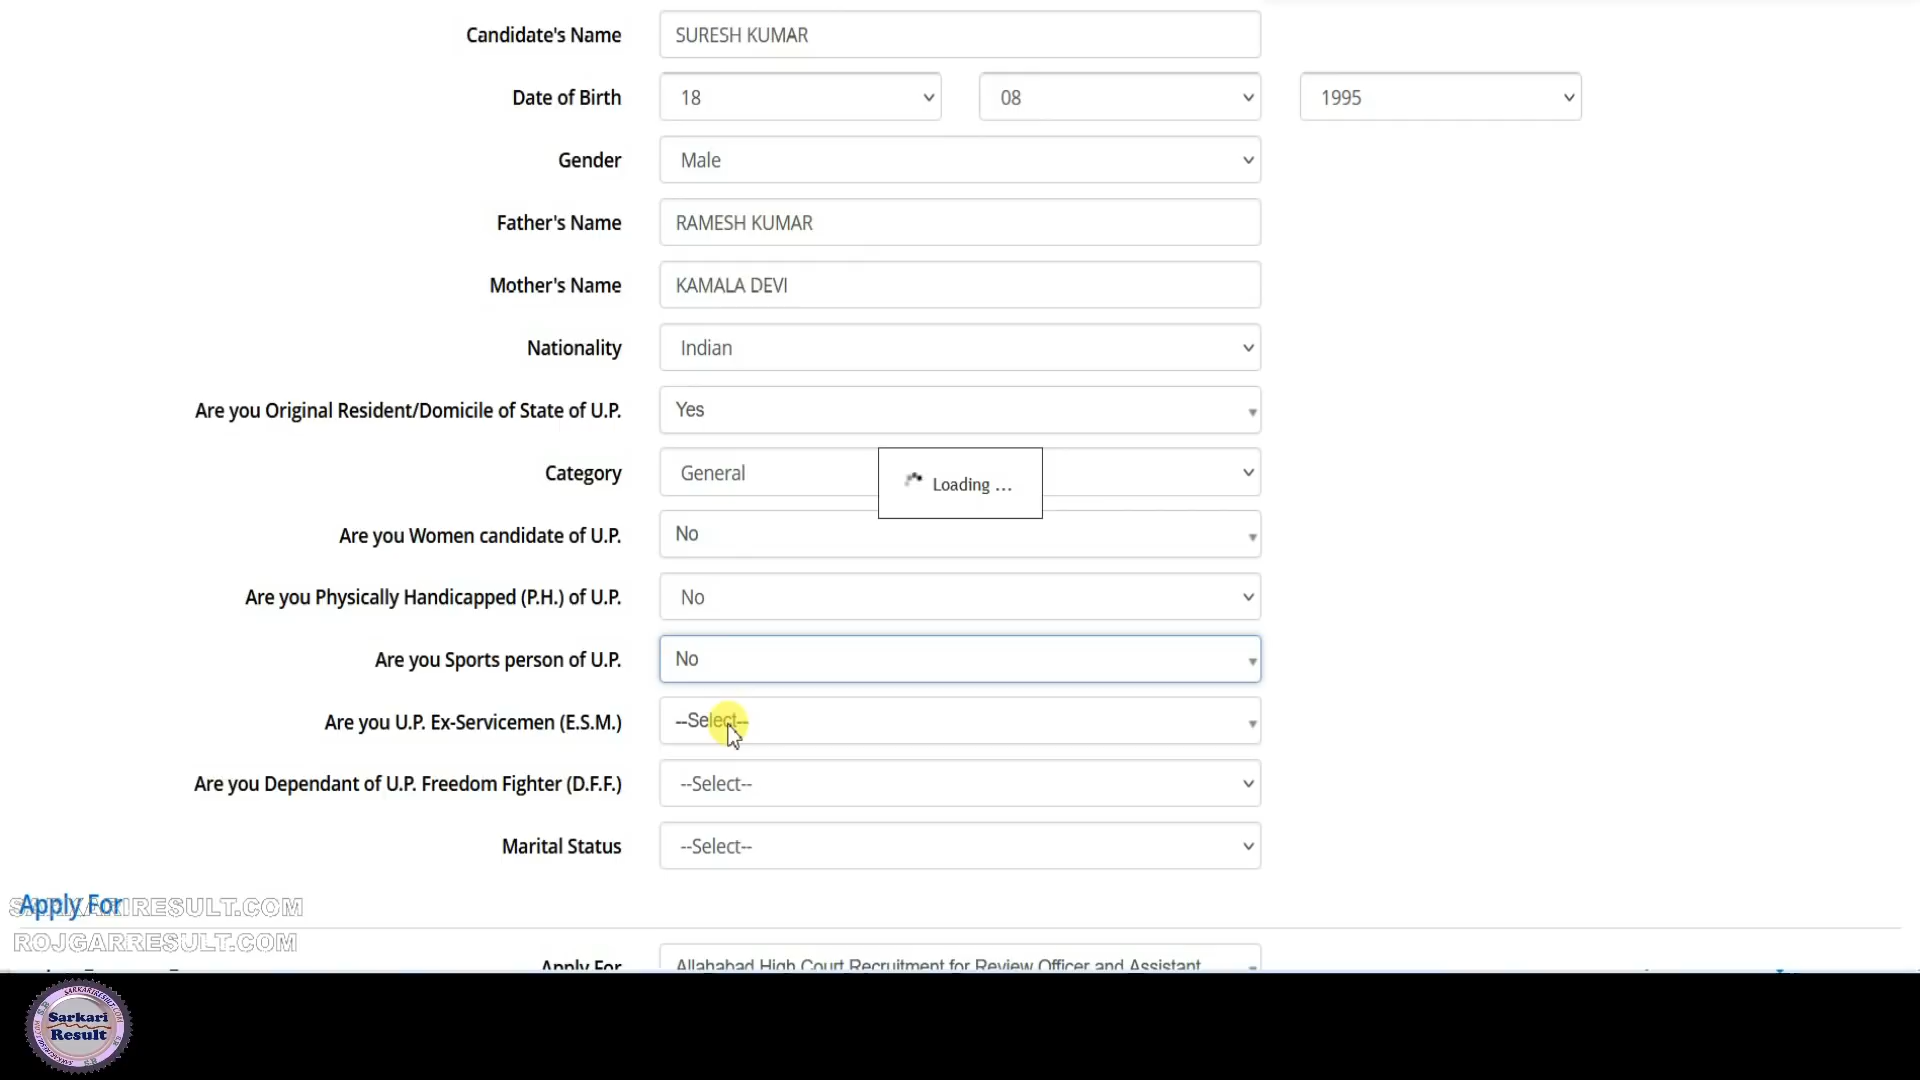 Candidate's Name SURESH KUMAR
Date of Birth 18 08 1995
Gender Male
Father's Name RAMESH KUMAR
Mother's Name KAMALA DEVI
Nationality Indian
Are you Original Resident/Domicile of State of U.P. Yes
Category General
Loading ...
Are you Women candidate of U.P. No
Are you Physically Handicapped (P.H.) of U.P. No
Are you Sports person of U.P. No
Are you U.P. Ex-Servicemen (E.S.M.) --Select--
Are you Dependant of U.P. Freedom Fighter (D.F.F.) --Select--
Marital Status --Select--
Apply For
SARKARIRESULT.COM
ROJGARRESULT.COM
Apply For Allahabad High Court Recruitment for Review Officer and Assistant
Sarkari
Result